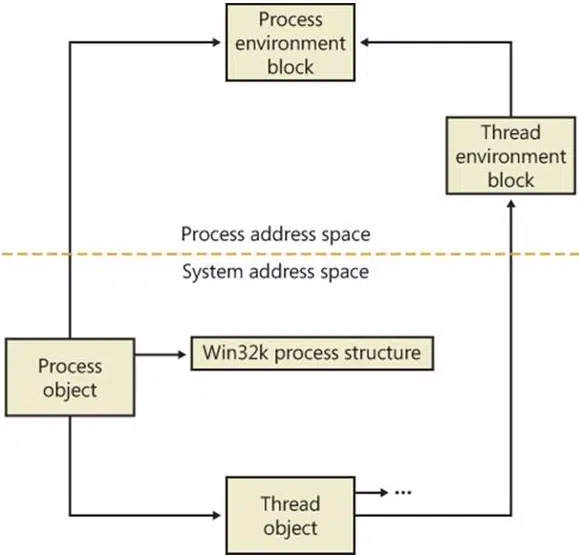 Process
environment
block
Thread
environment
block
Process address space
System address space
Process
object
Win32k process structure
Thread
object
...